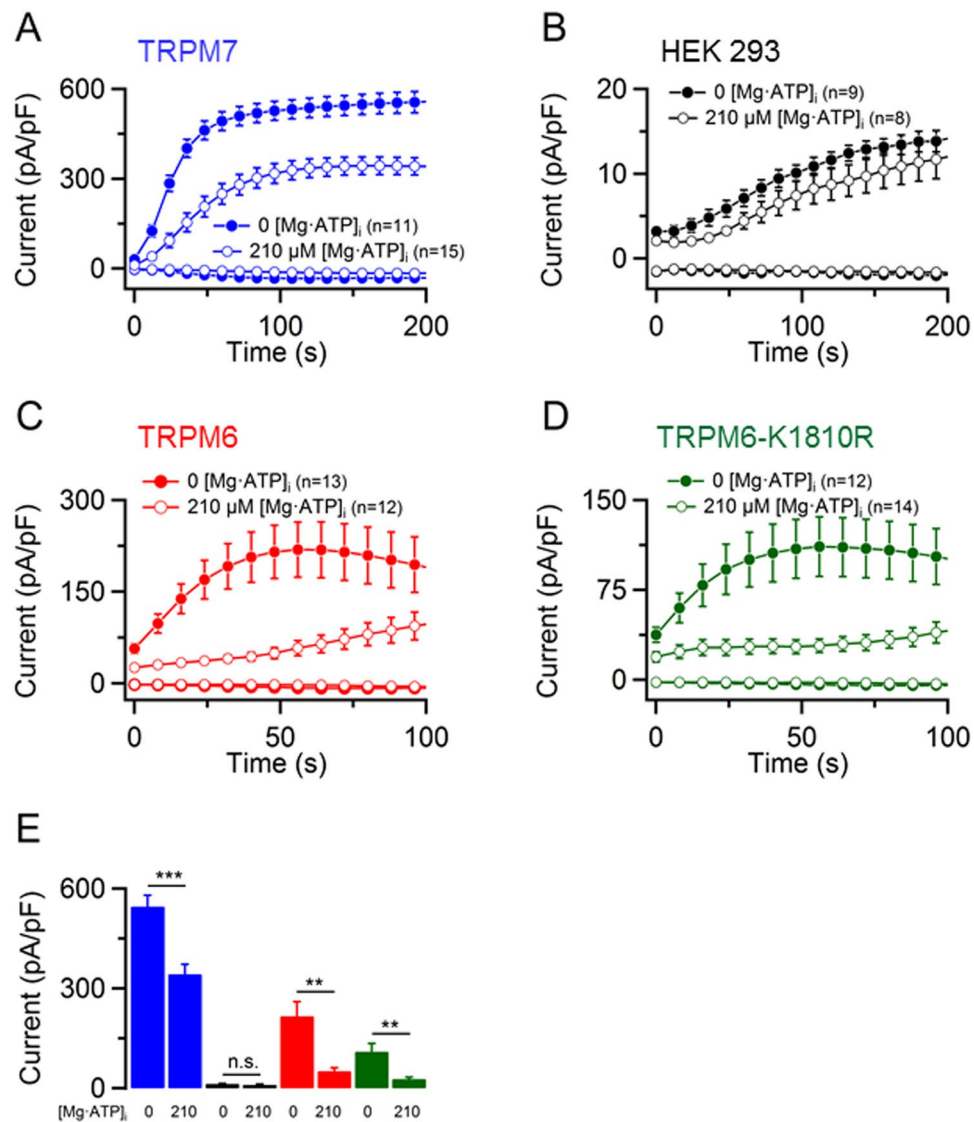 A
TRPM7
Current (pA/pF)
600
300
0
0 [Mg·ATP]i (n=11)
210 µM [Mg·ATP]i (n=15)
0 100 200
Time (s)
B
HEK 293
Current (pA/pF)
20
10
0
0 [Mg·ATP]i (n=9)
210 µM [Mg·ATP]i (n=8)
0 100 200
Time (s)
C
TRPM6
0 [Mg·ATP]i (n=13)
210 µM [Mg·ATP]i (n=12)
Current (pA/pF)
300
150
0
0 50 100
Time (s)
D
TRPM6-K1810R
0 [Mg·ATP]i (n=12)
210 µM [Mg·ATP]i (n=14)
Current (pA/pF)
150
75
0
0 50 100
Time (s)
E
Current (pA/pF)
600
300
0
***
n.s.
**
**
[Mg·ATP]i 0 210 0 210 0 210 0 210